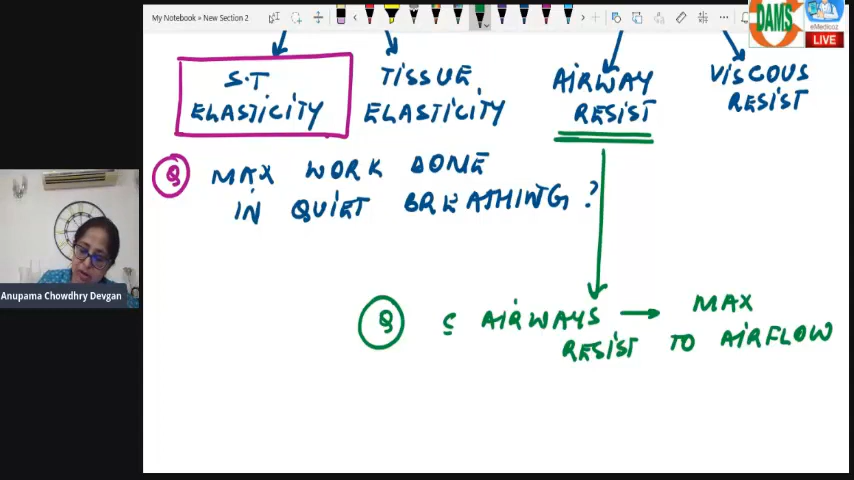 My Notebook > New Section 2
DAMS
eMedicoz
LIVE
S.T TISSUE AIRWAY VISCOUS
ELASTICITY ELASTICITY RESIST RESIST
Q MAX WORK DONE
IN QUIET BREATHING?
Anupama Chowdhry Devgan
Q C AIRWAYS → MAX
RESIST TO AIRFLOW